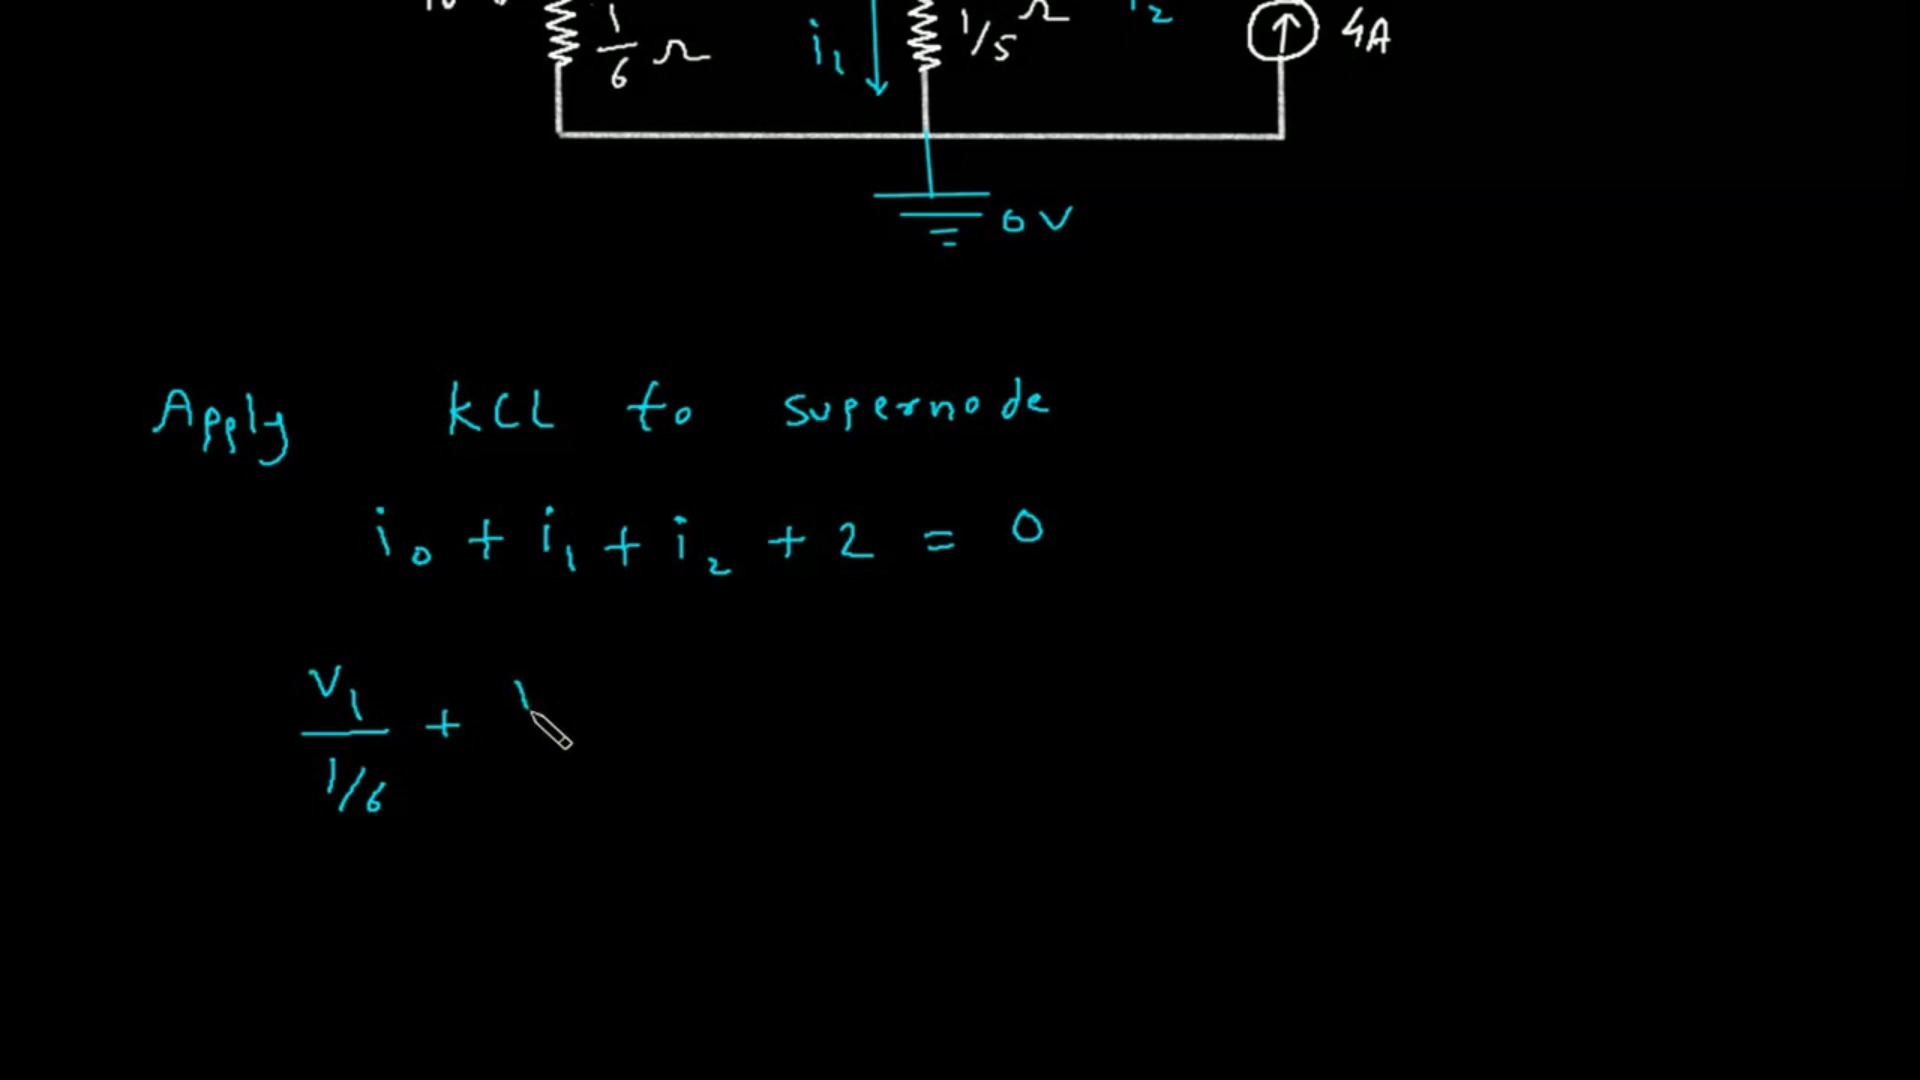 1/6 Ω i₁ 1/5 Ω 4A
0V
Apply KCL to supernode
i₀ + i₁ + i₂ + 2 = 0
V₁/1/6 +